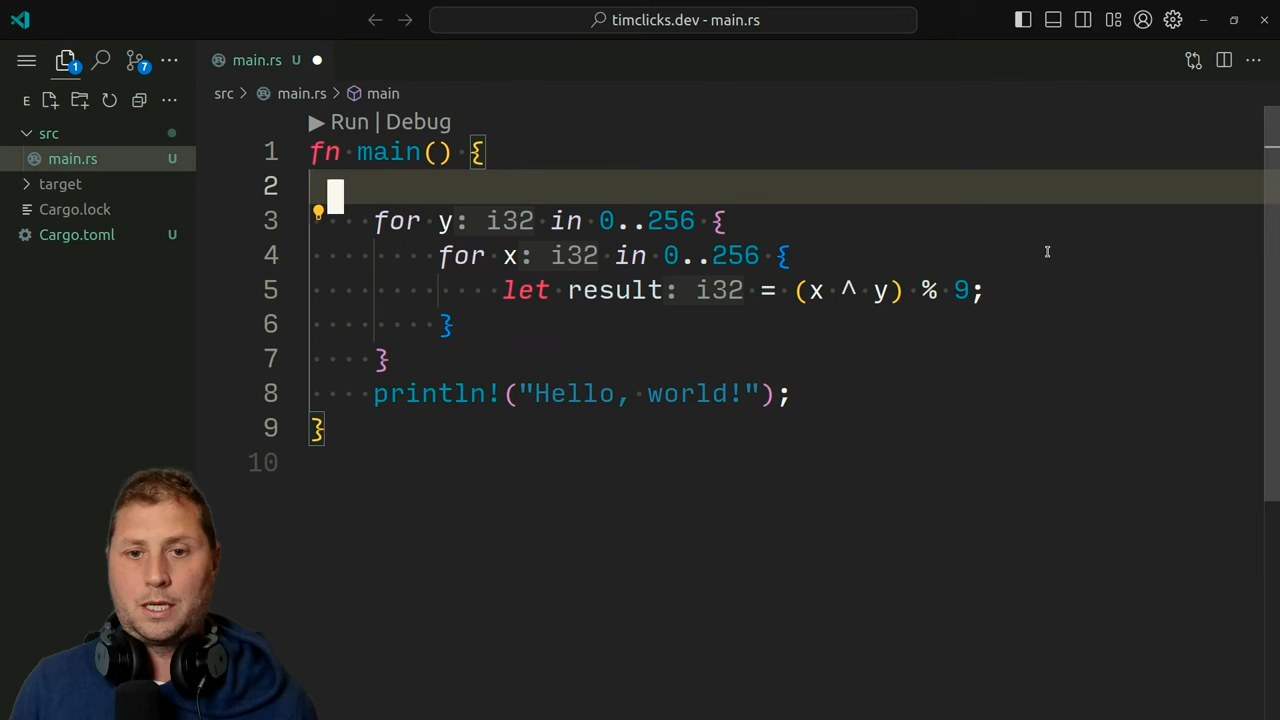 timclicks.dev - main.rs
1
7
main.rs U
E
src > main.rs > main
src
main.rs U
target
Cargo.lock
Cargo.toml U
Run | Debug
1 fn main() {
2
3 for y: i32 in 0..256 {
4 for x: i32 in 0..256 {
5 let result: i32 = (x ^ y) % 9;
6 }
7 }
8 println!("Hello, world!");
9 }
10